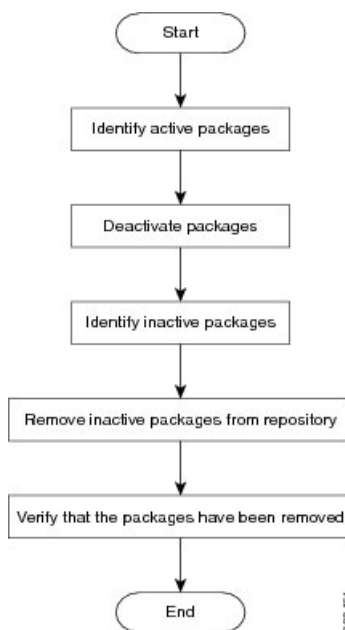 Start
Identify active packages
Deactivate packages
Identify inactive packages
Remove inactive packages from repository
Verify that the packages have been removed
End